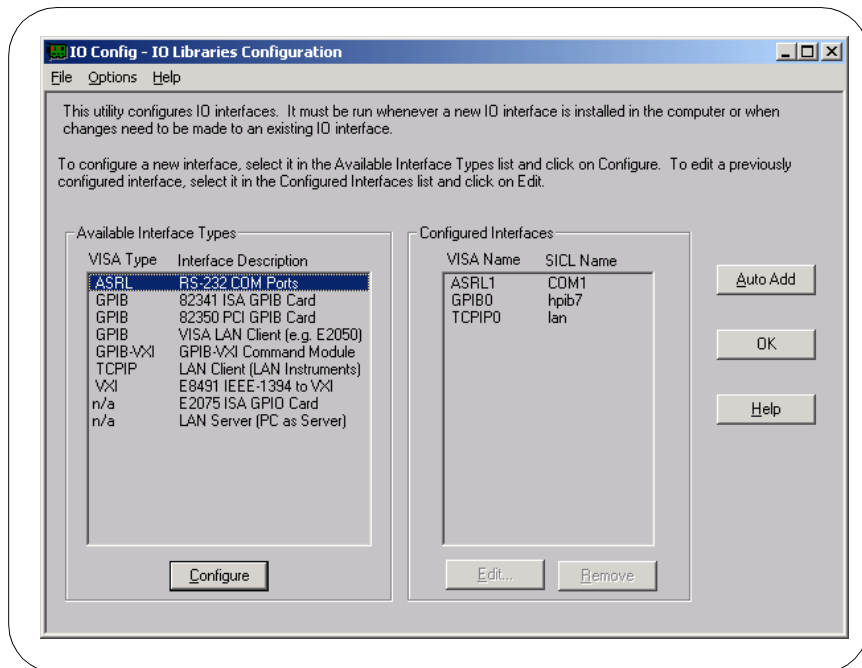 IO Config - IO Libraries Configuration
File Options Help
This utility configures IO interfaces. It must be run whenever a new IO interface is installed in the computer or when
changes need to be made to an existing IO interface.
To configure a new interface, select it in the Available Interface Types list and click on Configure. To edit a previously
configured interface, select it in the Configured Interfaces list and click on Edit.
Available Interface Types
VISA Type Interface Description
ASRL RS-232 COM Ports
GPIB 82341 ISA GPIB Card
GPIB 82350 PCI GPIB Card
GPIB VISA LAN Client (e.g. E2050)
GPIB-VXI GPIB-VXI Command Module
TCPIP LAN Client (LAN Instruments)
VXI E8491 IEEE-1394 to VXI
n/a E2075 ISA GPIO Card
n/a LAN Server (PC as Server)
Configure
Configured Interfaces
VISA Name SICL Name
ASRL1 COM1
GPIB0 hpib7
TCPIP0 lan
Edit... Remove
Auto Add
OK
Help